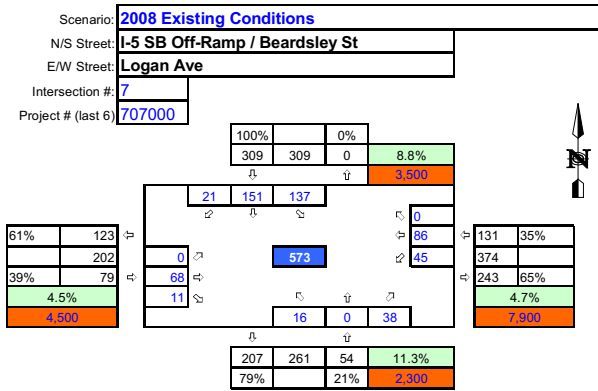 Scenario: 2008 Existing Conditions
N/S Street: I-5 SB Off-Ramp / Beardsley St
E/W Street: Logan Ave
Intersection #: 7
Project # (last 6) 707000
100% 0%
309 309 0 8.8%
⇩ ⇧ 3,500
N
21 151 137
⬃ ⇩ ⬂
⬁ 0
61% 123 ⇦ ⇦ 86 ⇦ 131 35%
202 0 ⬀ 573 ⬃ 45 374
39% 79 ⇨ 68 ⇨ ⇨ 243 65%
4.5% 11 ⬂ ⬁ ⇧ ⬀ 4.7%
4,500 16 0 38 7,900
⇩ ⇧
207 261 54 11.3%
79% 21% 2,300